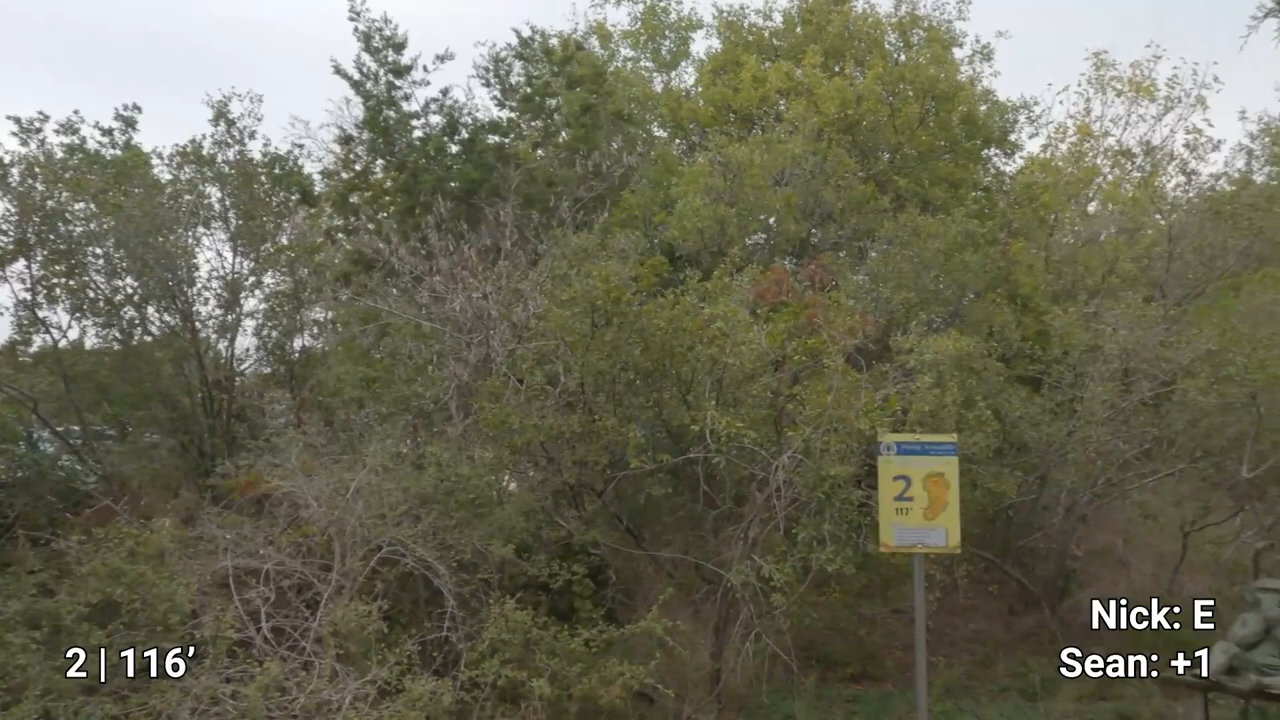 2
117'
2 | 116’
Nick: E
Sean: +1